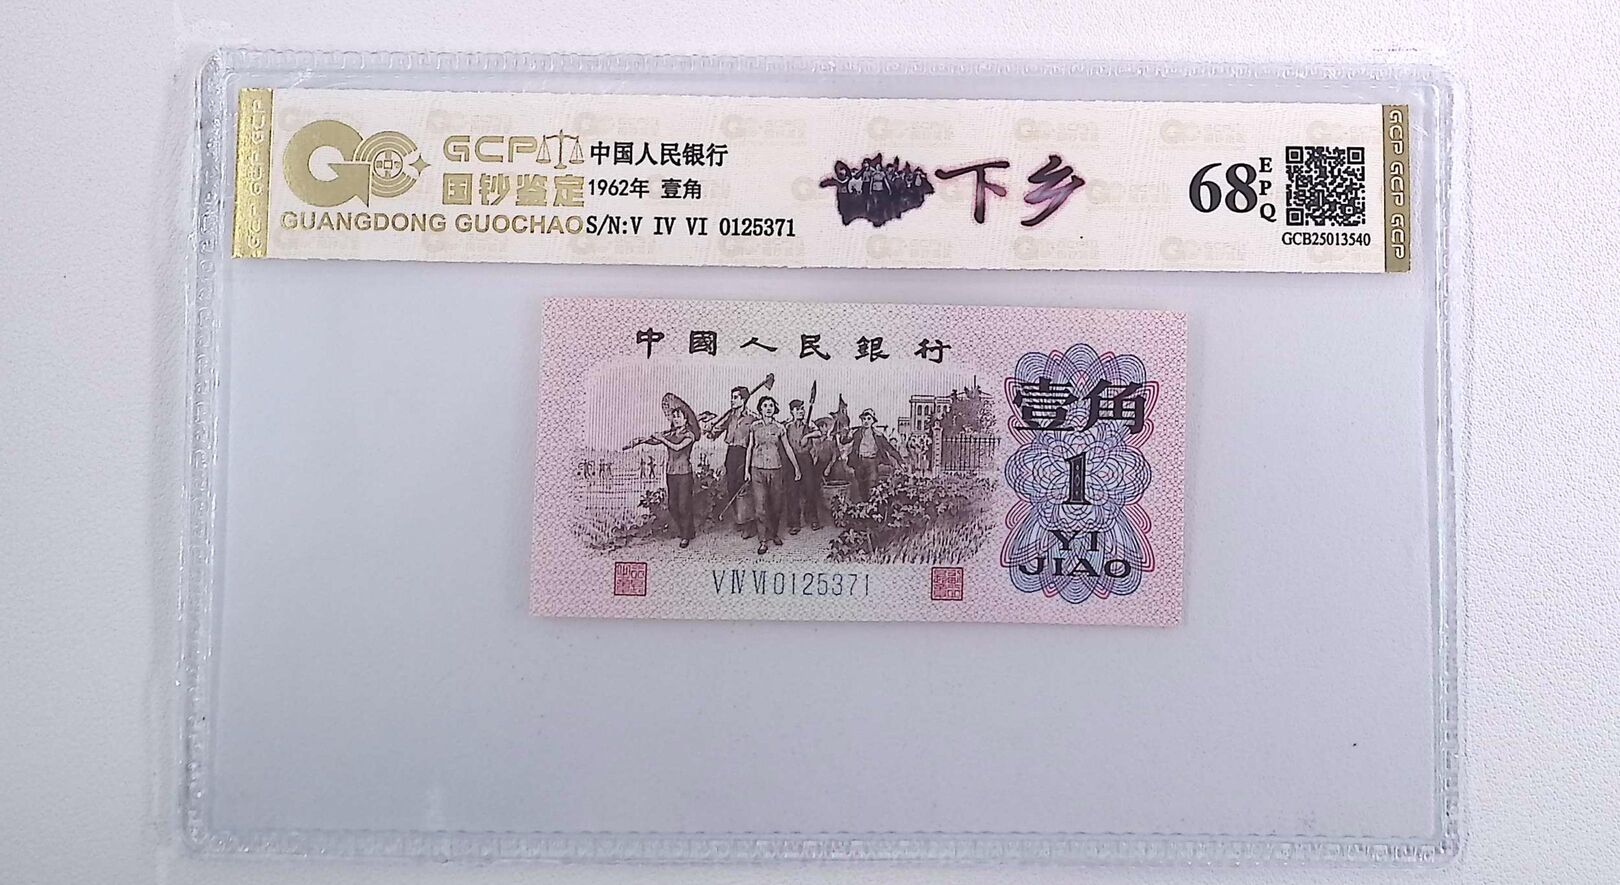 GCP
国钞鉴定
GUANGDONG GUOCHAO
中国人民银行
1962年 壹角
S/N:V IV VI 0125371
下乡
68
EPQ
GCB25013540
GCP GCP GCP
中國人民銀行
壹角
1
YI
JIAO
V IV VI 0125371